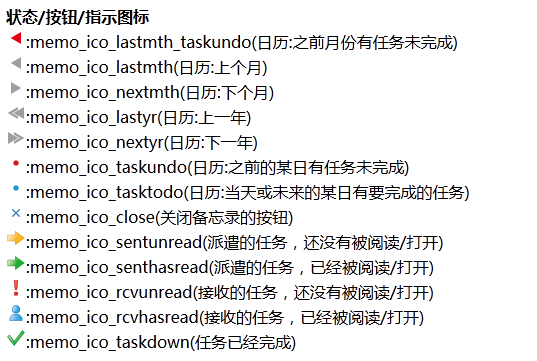 状态/按钮/指示图标
:memo_ico_lastmth_taskundo(日历:之前月份有任务未完成)
:memo_ico_lastmth(日历:上个月)
:memo_ico_nextmth(日历:下个月)
:memo_ico_lastyr(日历:上一年)
:memo_ico_nextyr(日历:下一年)
:memo_ico_taskundo(日历:之前的某日有任务未完成)
:memo_ico_tasktodo(日历:当天或未来的某日有要完成的任务)
:memo_ico_close(关闭备忘录的按钮)
:memo_ico_sentunread(派遣的任务，还没有被阅读/打开)
:memo_ico_senthasread(派遣的任务，已经被阅读/打开)
:memo_ico_rcvunread(接收的任务，还没有被阅读/打开)
:memo_ico_rcvhasread(接收的任务，已经被阅读/打开)
:memo_ico_taskdown(任务已经完成)